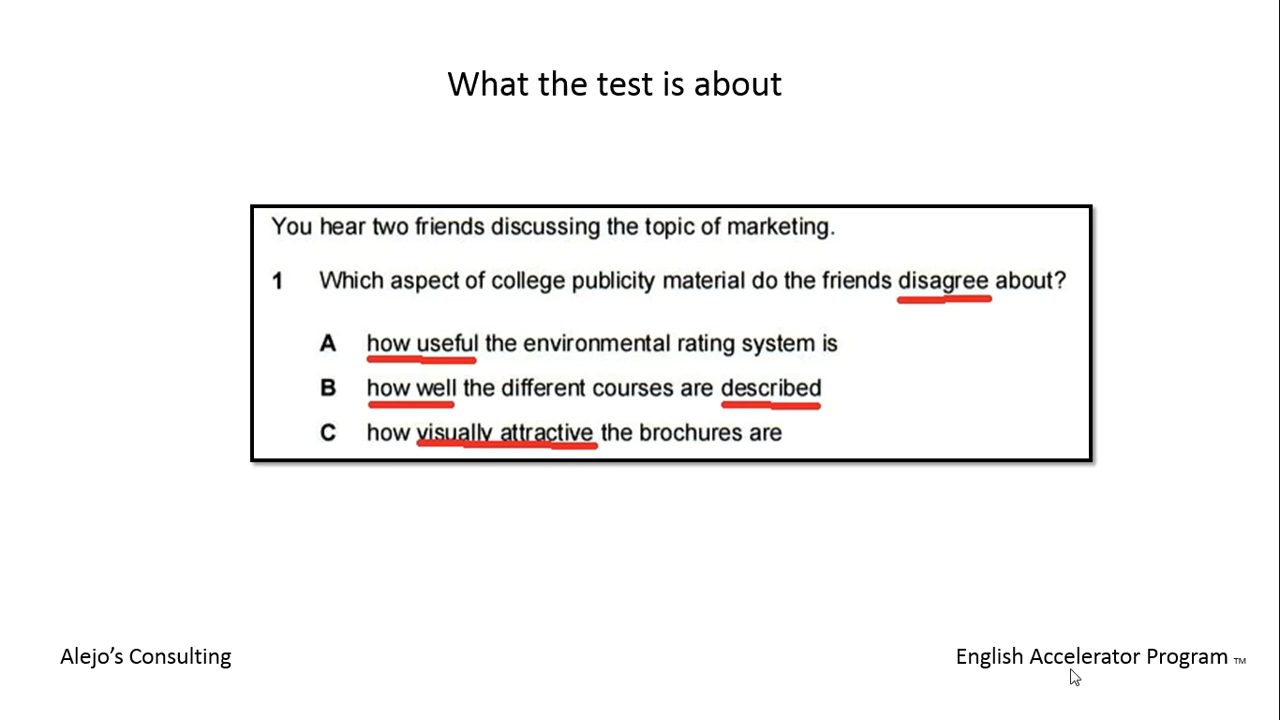 What the test is about
You hear two friends discussing the topic of marketing.
1 Which aspect of college publicity material do the friends disagree about?
A how useful the environmental rating system is
B how well the different courses are described
C how visually attractive the brochures are
Alejo’s Consulting
English Accelerator Program TM